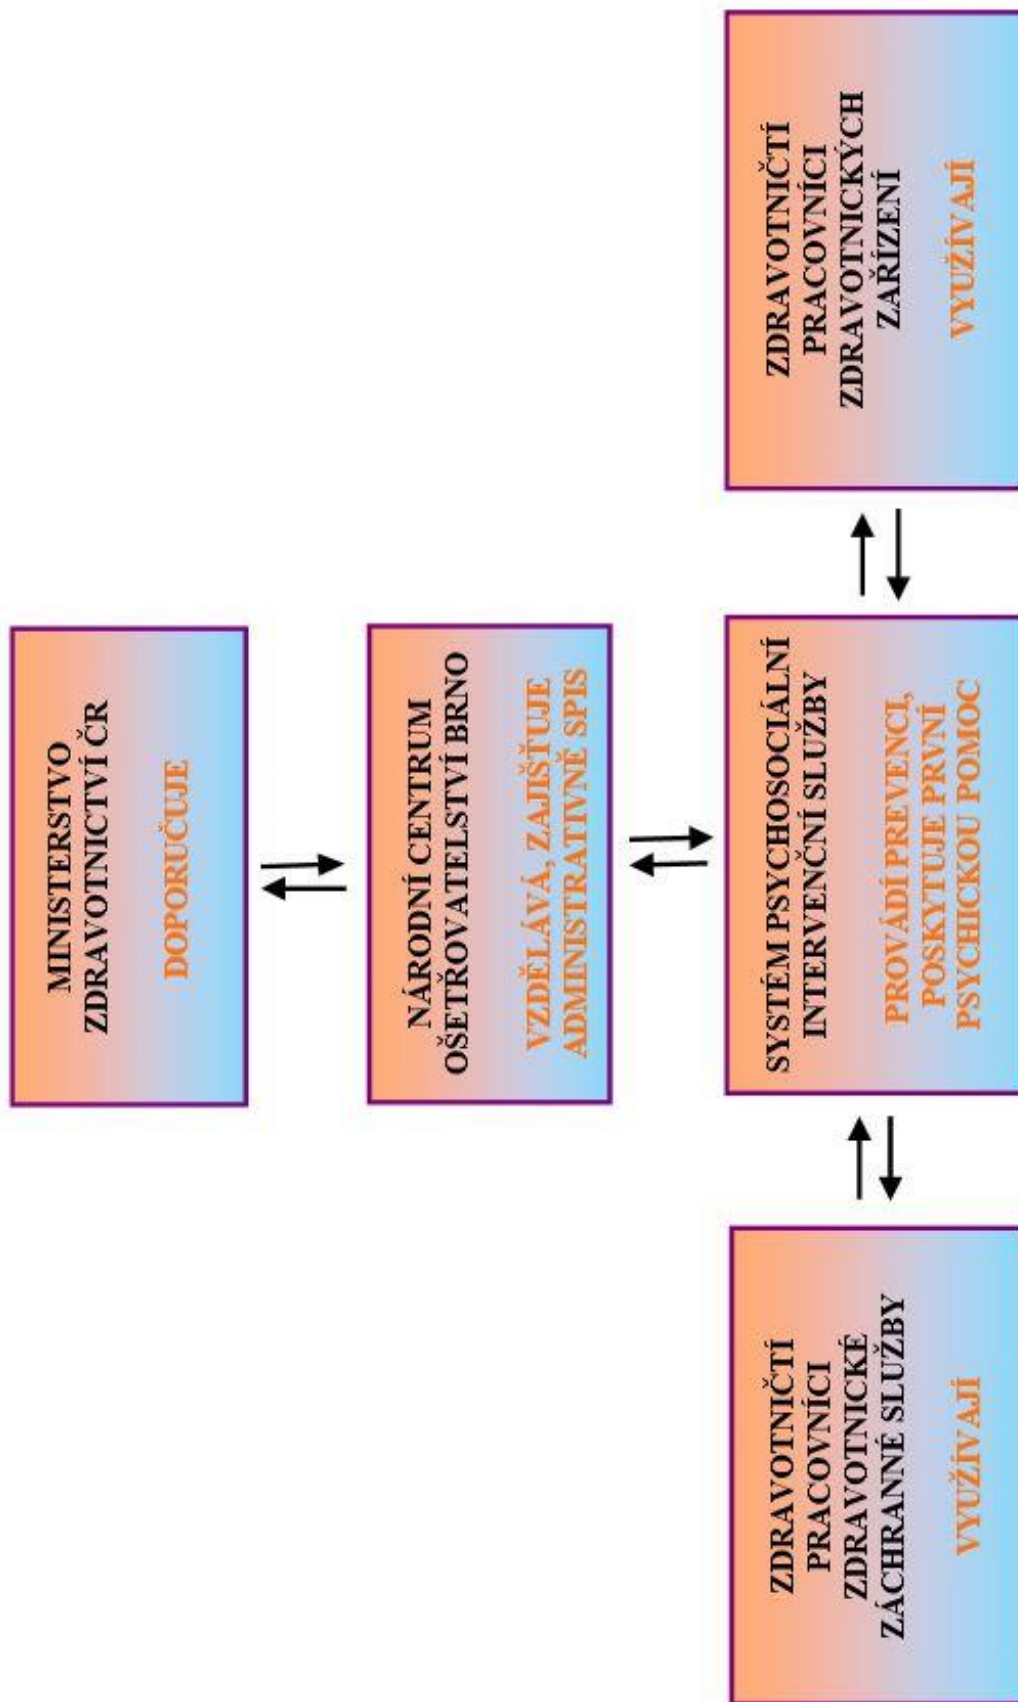 MINISTERSTVO
ZDRAVOTNICTVÍ ČR
DOPORUČUJE
NÁRODNÍ CENTRUM
OŠETŘOVATELSTVÍ BRNO
VZDĚLÁVÁ, ZAJIŠŤUJE
ADMINISTRATIVNĚ SPIS
ZDRAVOTNIČTÍ
PRACOVNÍCI
ZDRAVOTNICKÉ
ZÁCHRANNÉ SLUŽBY
VYUŽÍVAJÍ
SYSTÉM PSYCHOSOCIÁLNÍ
INTERVENČNÍ SLUŽBY
PROVÁDÍ PREVENCI,
POSKYTUJE PRVNÍ
PSYCHICKOU POMOC
ZDRAVOTNIČTÍ
PRACOVNÍCI
ZDRAVOTNICKÝCH
ZAŘÍZENÍ
VYUŽÍVAJÍ